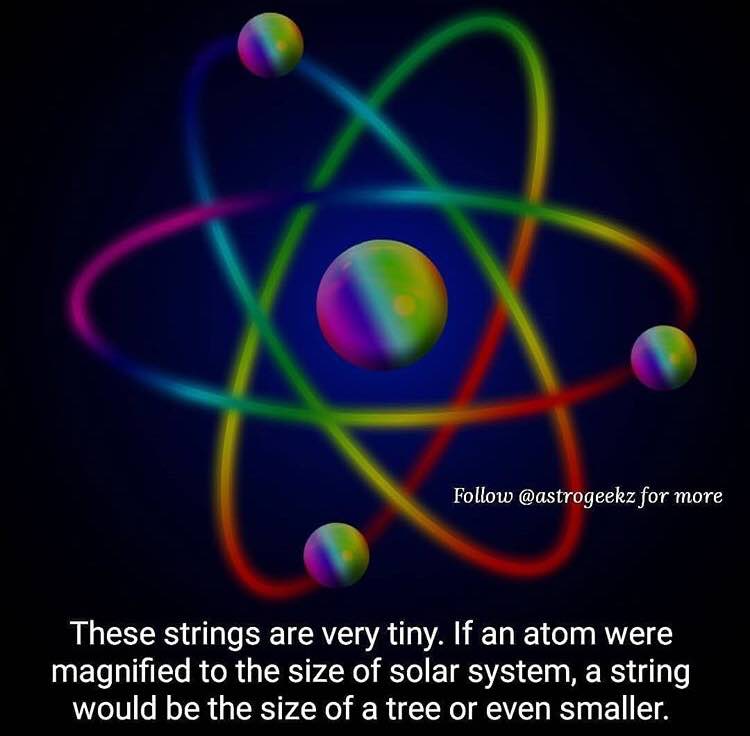 Follow @astrogeekz for more
These strings are very tiny. If an atom were
magnified to the size of solar system, a string
would be the size of a tree or even smaller.